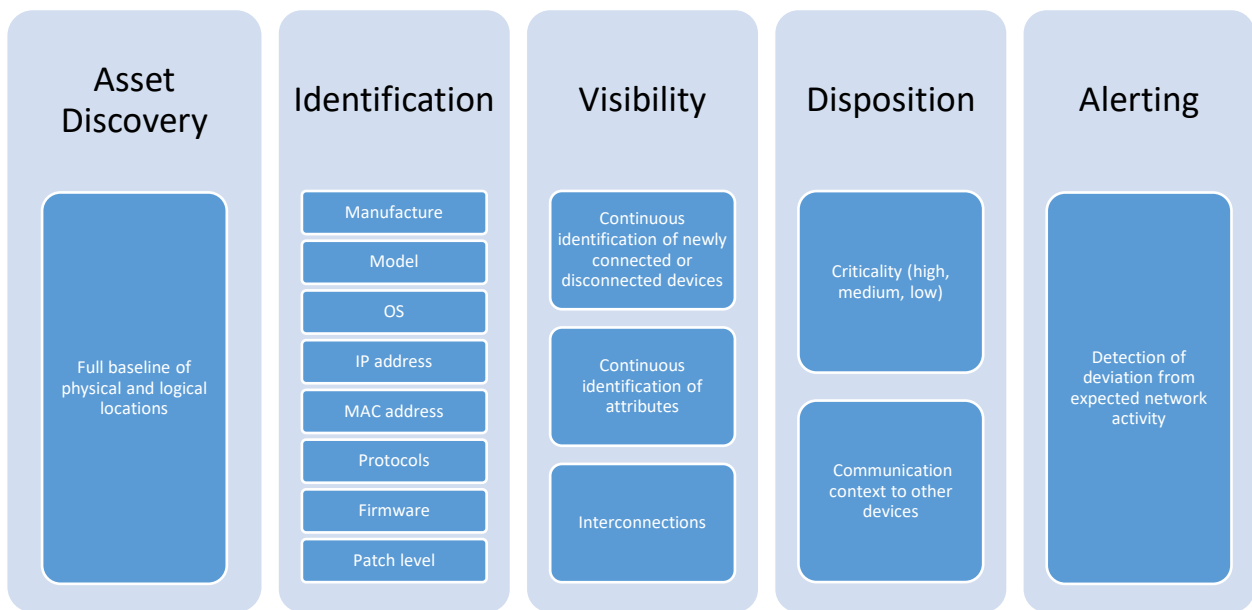 Asset
Discovery
Full baseline of
physical and logical
locations
Identification
Manufacture
Model
OS
IP address
MAC address
Protocols
Firmware
Patch level
Visibility
Continuous
identification of newly
connected or
disconnected devices
Continuous
identification of
attributes
Interconnections
Disposition
Criticality (high,
medium, low)
Communication
context to other
devices
Alerting
Detection of
deviation from
expected network
activity